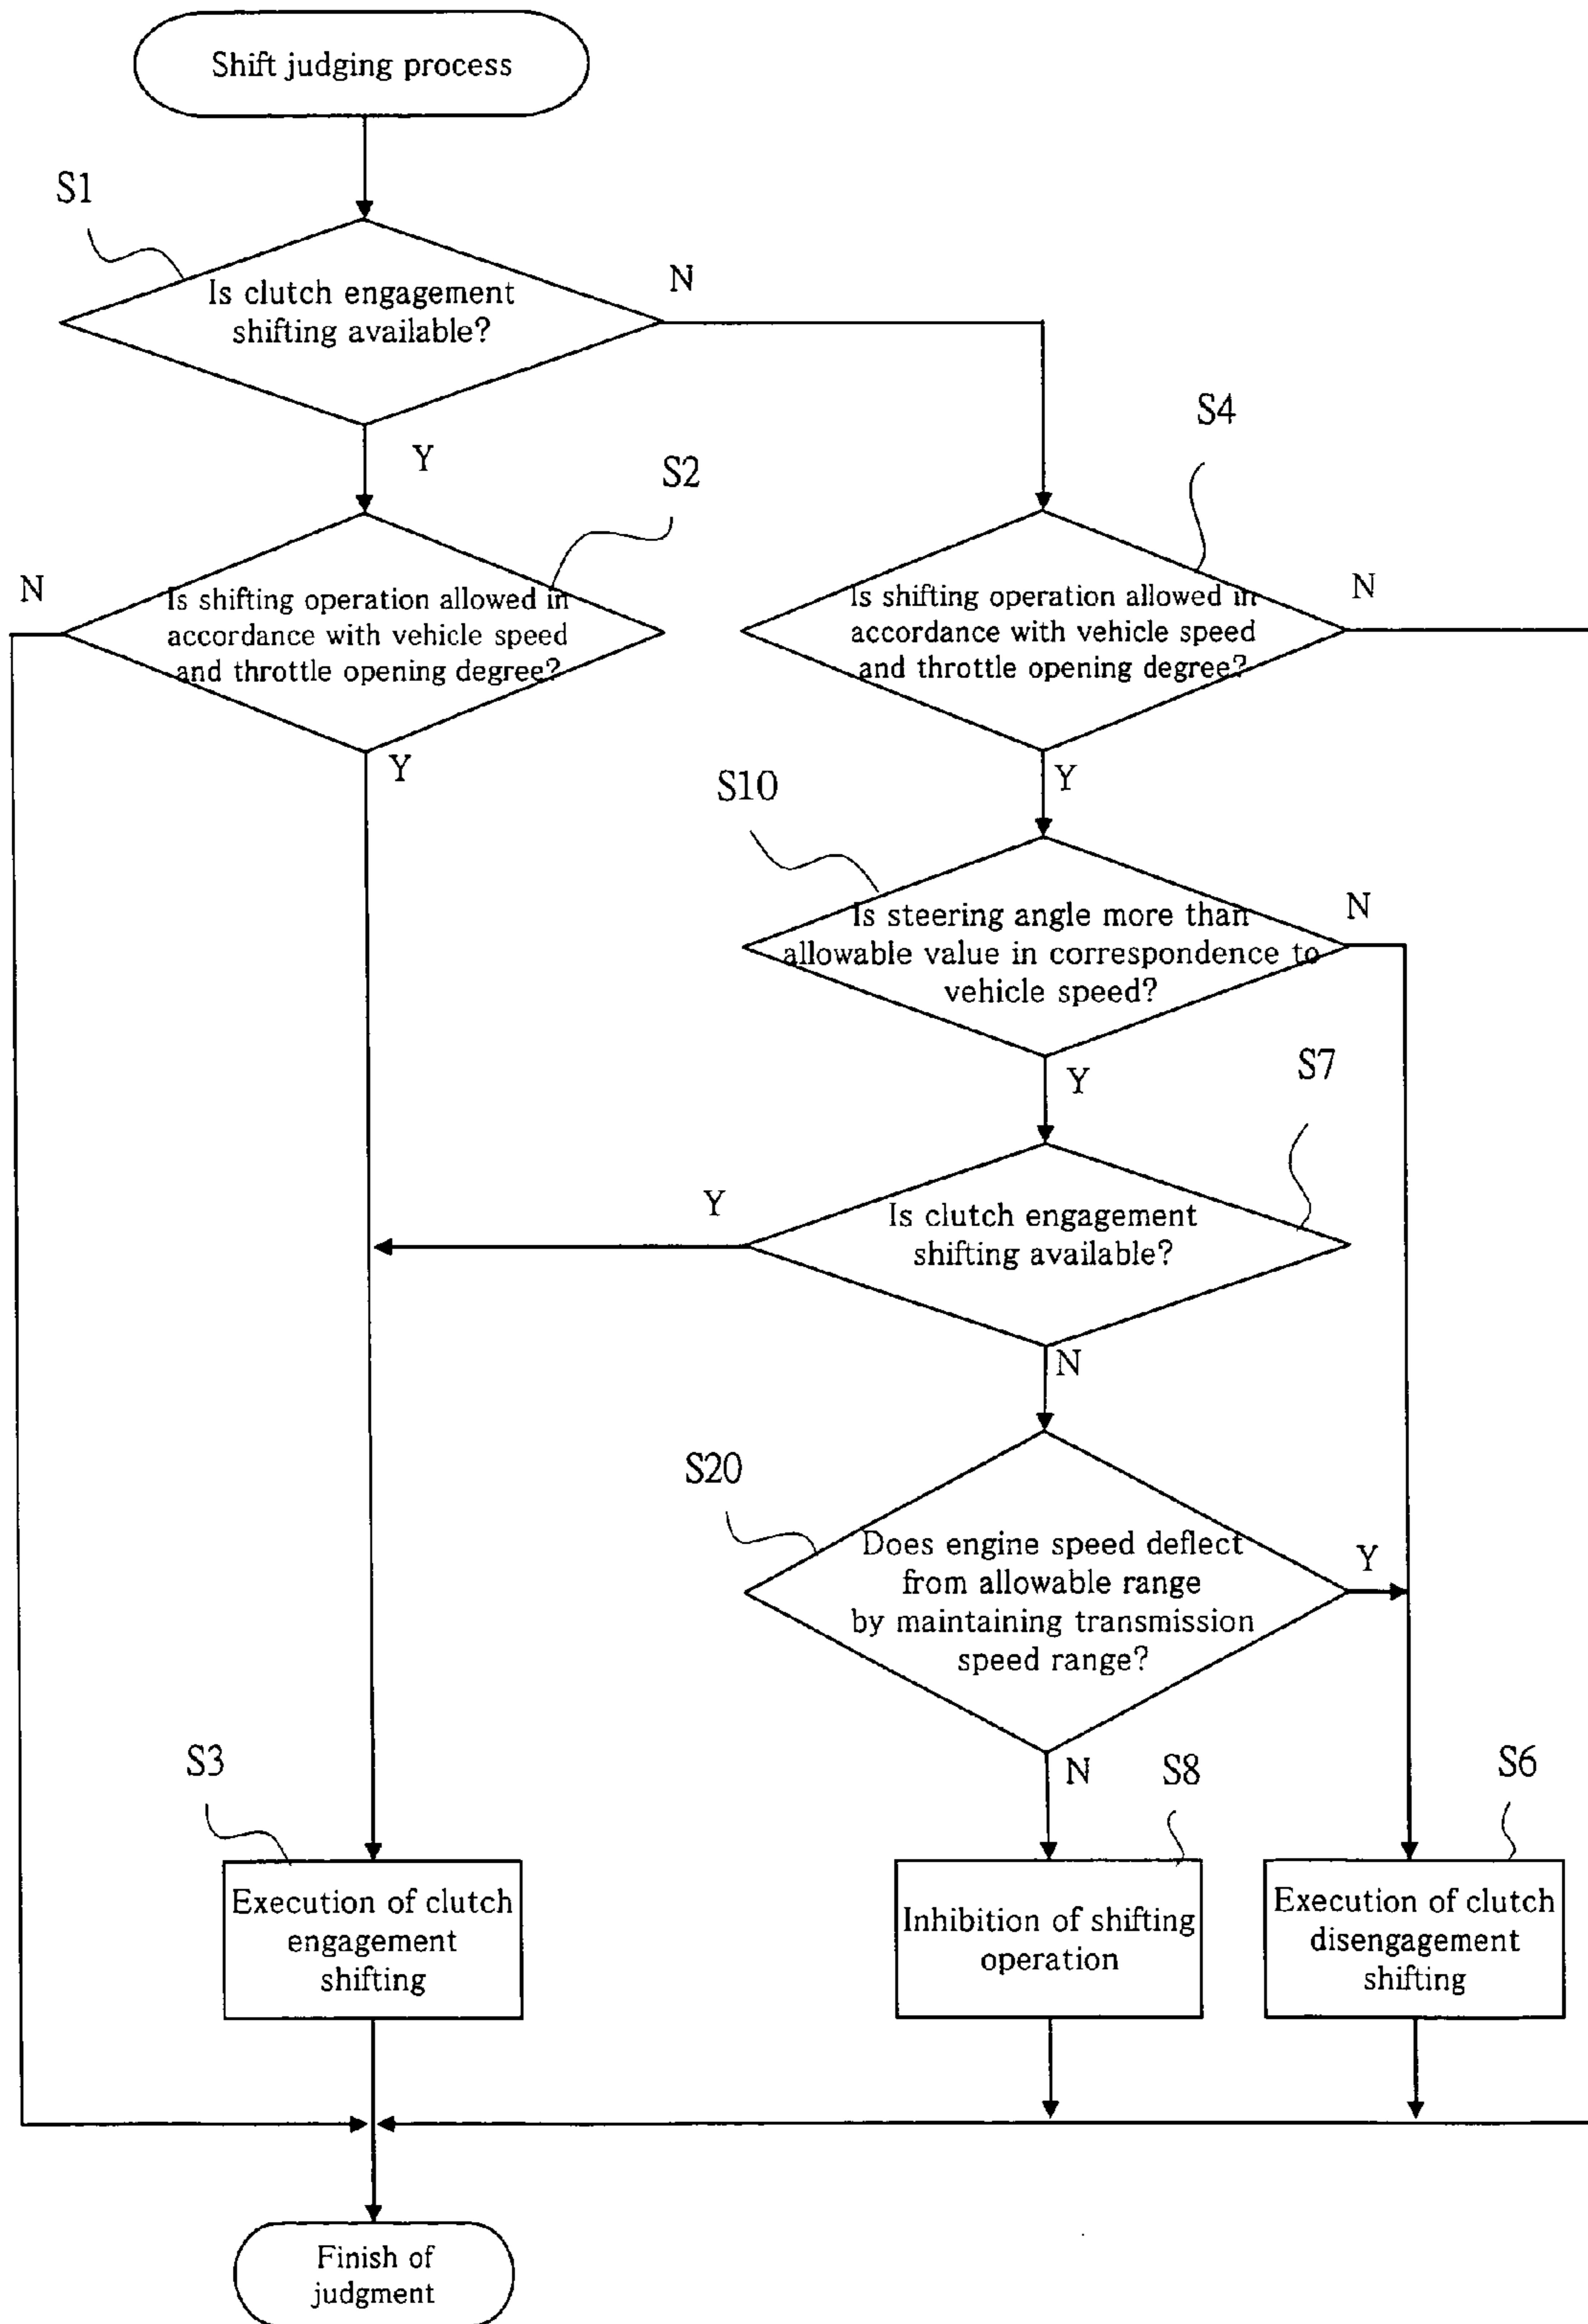 Shift judging process
S1
Is clutch engagement
shifting available?
N
Y
S2
N
Is shifting operation allowed in
accordance with vehicle speed
and throttle opening degree?
Y
S4
Is shifting operation allowed in
accordance with vehicle speed
and throttle opening degree?
N
Y
S10
Is steering angle more than
allowable value in correspondence to
vehicle speed?
N
Y
S7
Y
Is clutch engagement
shifting available?
N
S20
Does engine speed deflect
from allowable range
by maintaining transmission
speed range?
Y
N
S3
Execution of clutch
engagement
shifting
S8
Inhibition of shifting
operation
S6
Execution of clutch
disengagement
shifting
Finish of
judgment